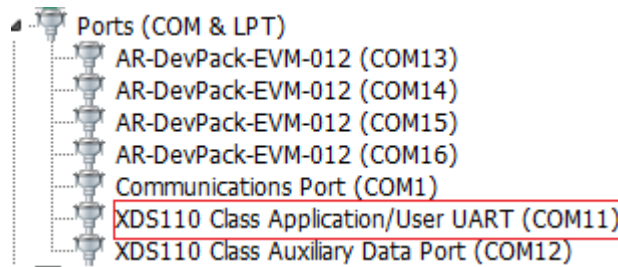 Ports (COM & LPT)
AR-DevPack-EVM-012 (COM13)
AR-DevPack-EVM-012 (COM14)
AR-DevPack-EVM-012 (COM15)
AR-DevPack-EVM-012 (COM16)
Communications Port (COM1)
XDS110 Class Application/User UART (COM11)
XDS110 Class Auxiliary Data Port (COM12)